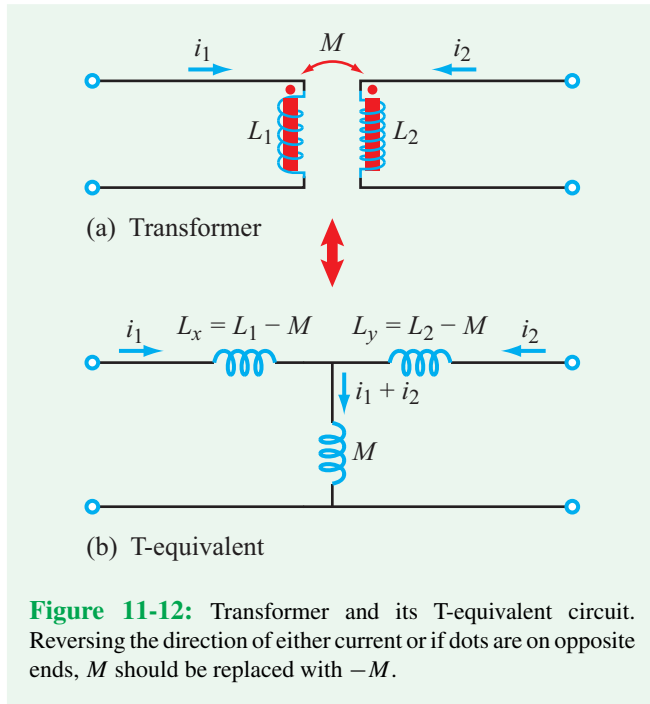 i₁ M i₂
L₁ L₂
(a) Transformer
i₁ Lₓ = L₁ − M L_y = L₂ − M i₂
i₁ + i₂
M
(b) T-equivalent
Figure 11-12: Transformer and its T-equivalent circuit.
Reversing the direction of either current or if dots are on opposite
ends, M should be replaced with −M.